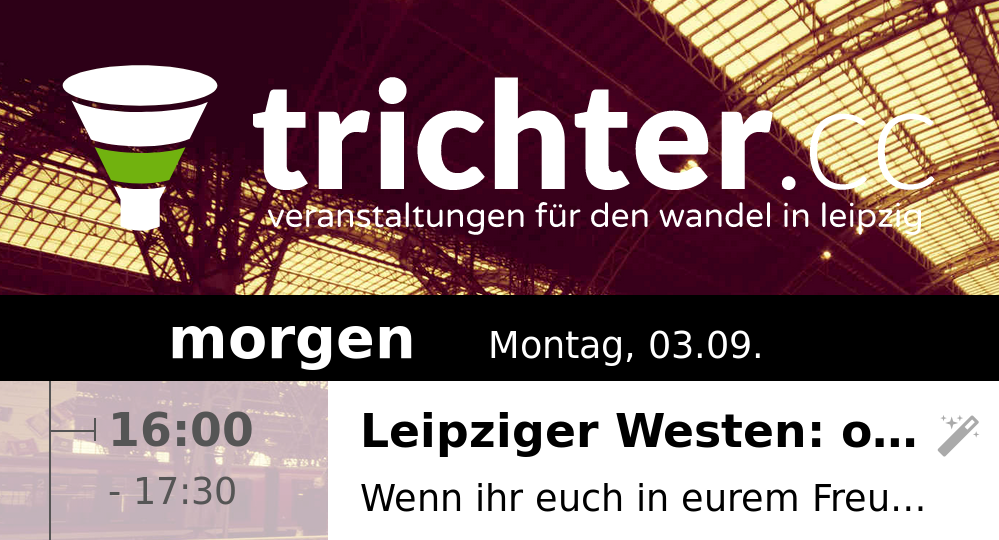 trichter.cc
veranstaltungen für den wandel in leipzig
morgen Montag, 03.09.
16:00 Leipziger Westen: o...
- 17:30 Wenn ihr euch in eurem Freu...